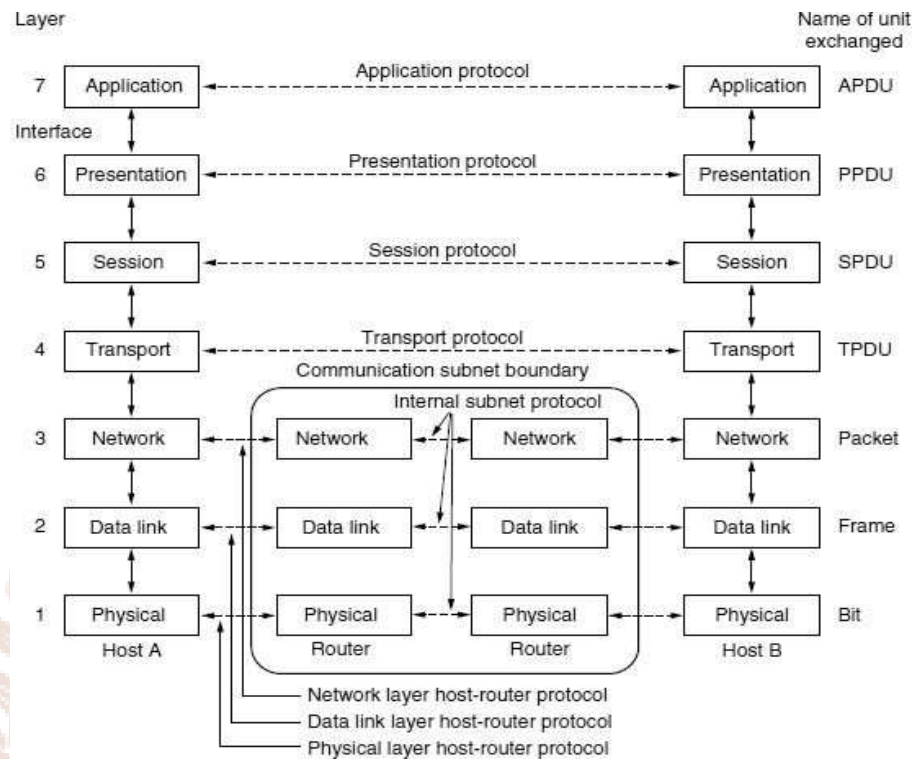 Layer
Name of unit
exchanged
Application protocol
7 Application Application APDU
Interface
Presentation protocol
6 Presentation Presentation PPDU
Session protocol
5 Session Session SPDU
Transport protocol
4 Transport Transport TPDU
Communication subnet boundary
Internal subnet protocol
3 Network Network Network Network Packet
2 Data link Data link Data link Data link Frame
1 Physical Physical Physical Physical Bit
Host A Router Router Host B
Network layer host-router protocol
Data link layer host-router protocol
Physical layer host-router protocol